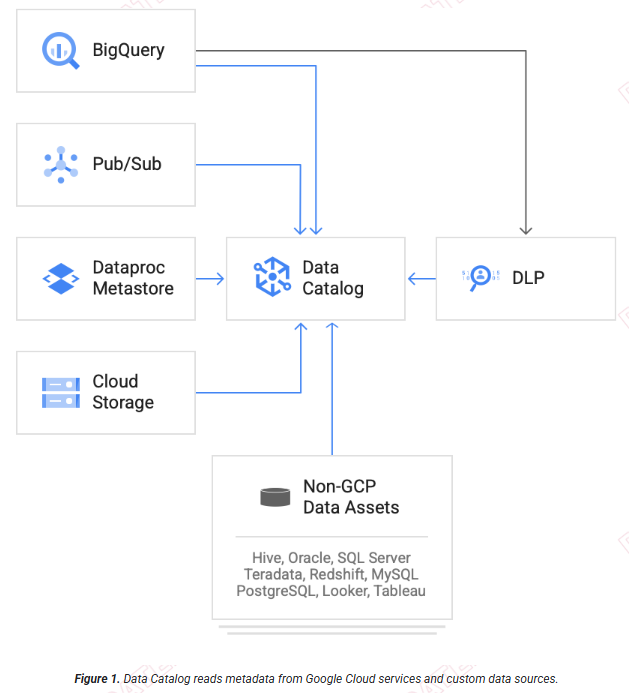 BigQuery
Pub/Sub
Dataproc
Metastore
Data
Catalog
DLP
Cloud
Storage
Non-GCP
Data Assets
Hive, Oracle, SQL Server
Teradata, Redshift, MySQL
PostgreSQL, Looker, Tableau
Figure 1. Data Catalog reads metadata from Google Cloud services and custom data sources.